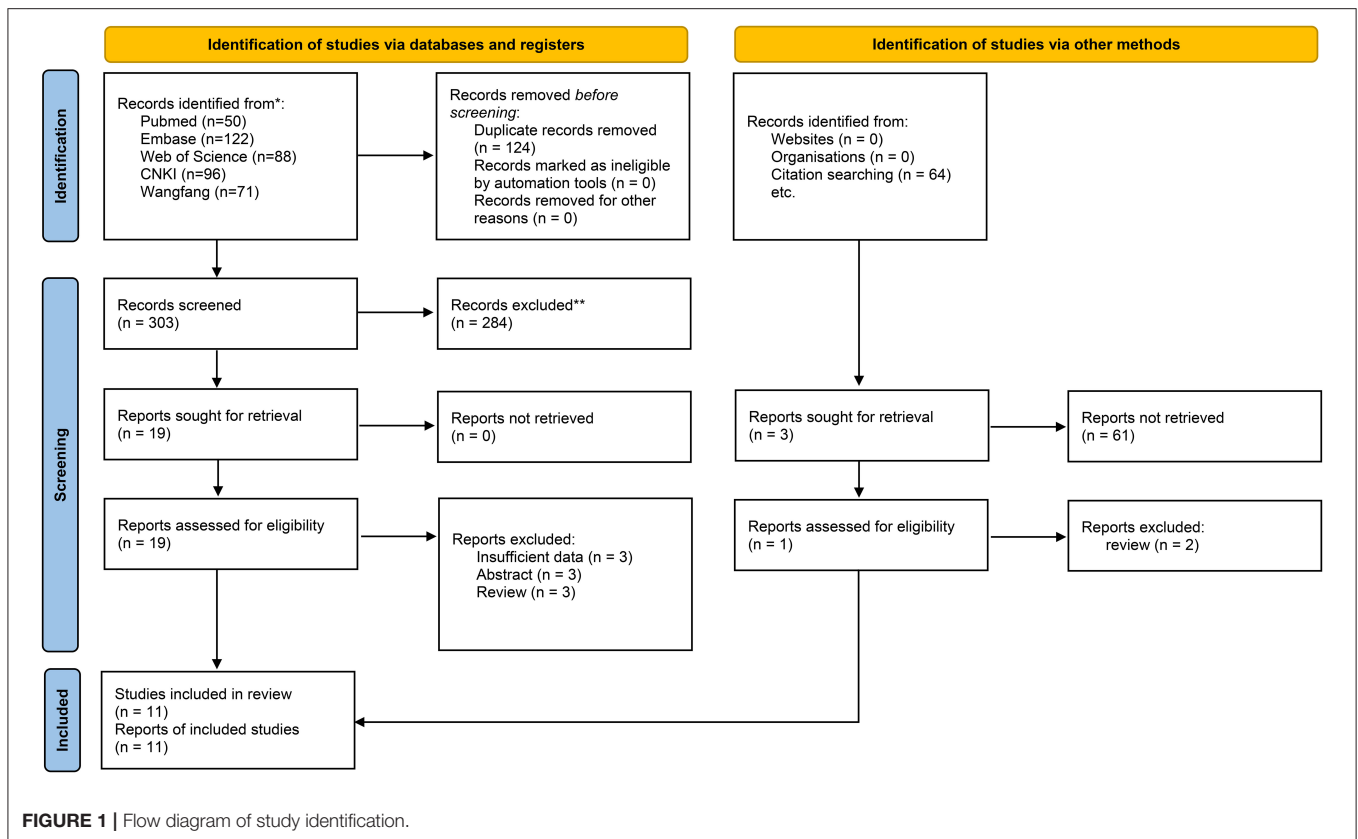 Identification of studies via databases and registers
Identification of studies via other methods
Identification
Records identified from*:
Pubmed (n=50)
Embase (n=122)
Web of Science (n=88)
CNKI (n=96)
Wangfang (n=71)
Records removed before
screening:
Duplicate records removed
(n = 124)
Records marked as ineligible
by automation tools (n = 0)
Records removed for other
reasons (n = 0)
Records identified from:
Websites (n = 0)
Organisations (n = 0)
Citation searching (n = 64)
etc.
Screening
Records screened
(n = 303)
Records excluded**
(n = 284)
Reports sought for retrieval
(n = 19)
Reports not retrieved
(n = 0)
Reports sought for retrieval
(n = 3)
Reports not retrieved
(n = 61)
Reports assessed for eligibility
(n = 19)
Reports excluded:
Insufficient data (n = 3)
Abstract (n = 3)
Review (n = 3)
Reports assessed for eligibility
(n = 1)
Reports excluded:
review (n = 2)
Included
Studies included in review
(n = 11)
Reports of included studies
(n = 11)
FIGURE 1 | Flow diagram of study identification.